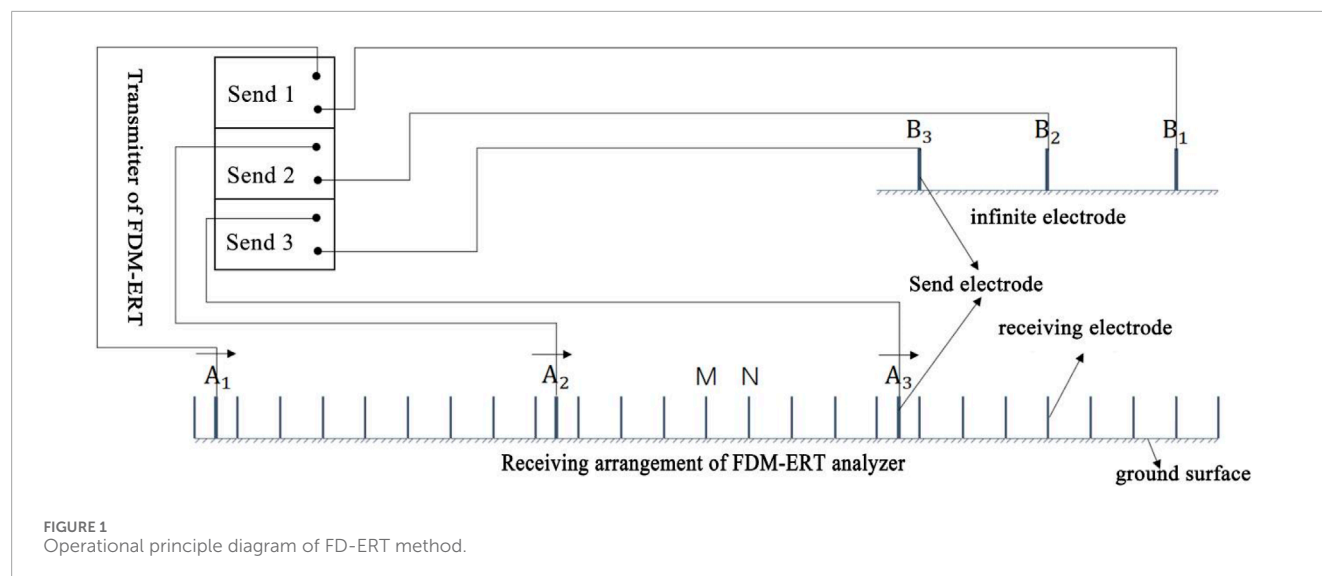 Transmitter of FDM-ERT
Send 1
Send 2
Send 3
B₃
B₂
B₁
infinite electrode
Send electrode
receiving electrode
A₁
A₂
M
N
A₃
Receiving arrangement of FDM-ERT analyzer
ground surface
FIGURE 1
Operational principle diagram of FD-ERT method.